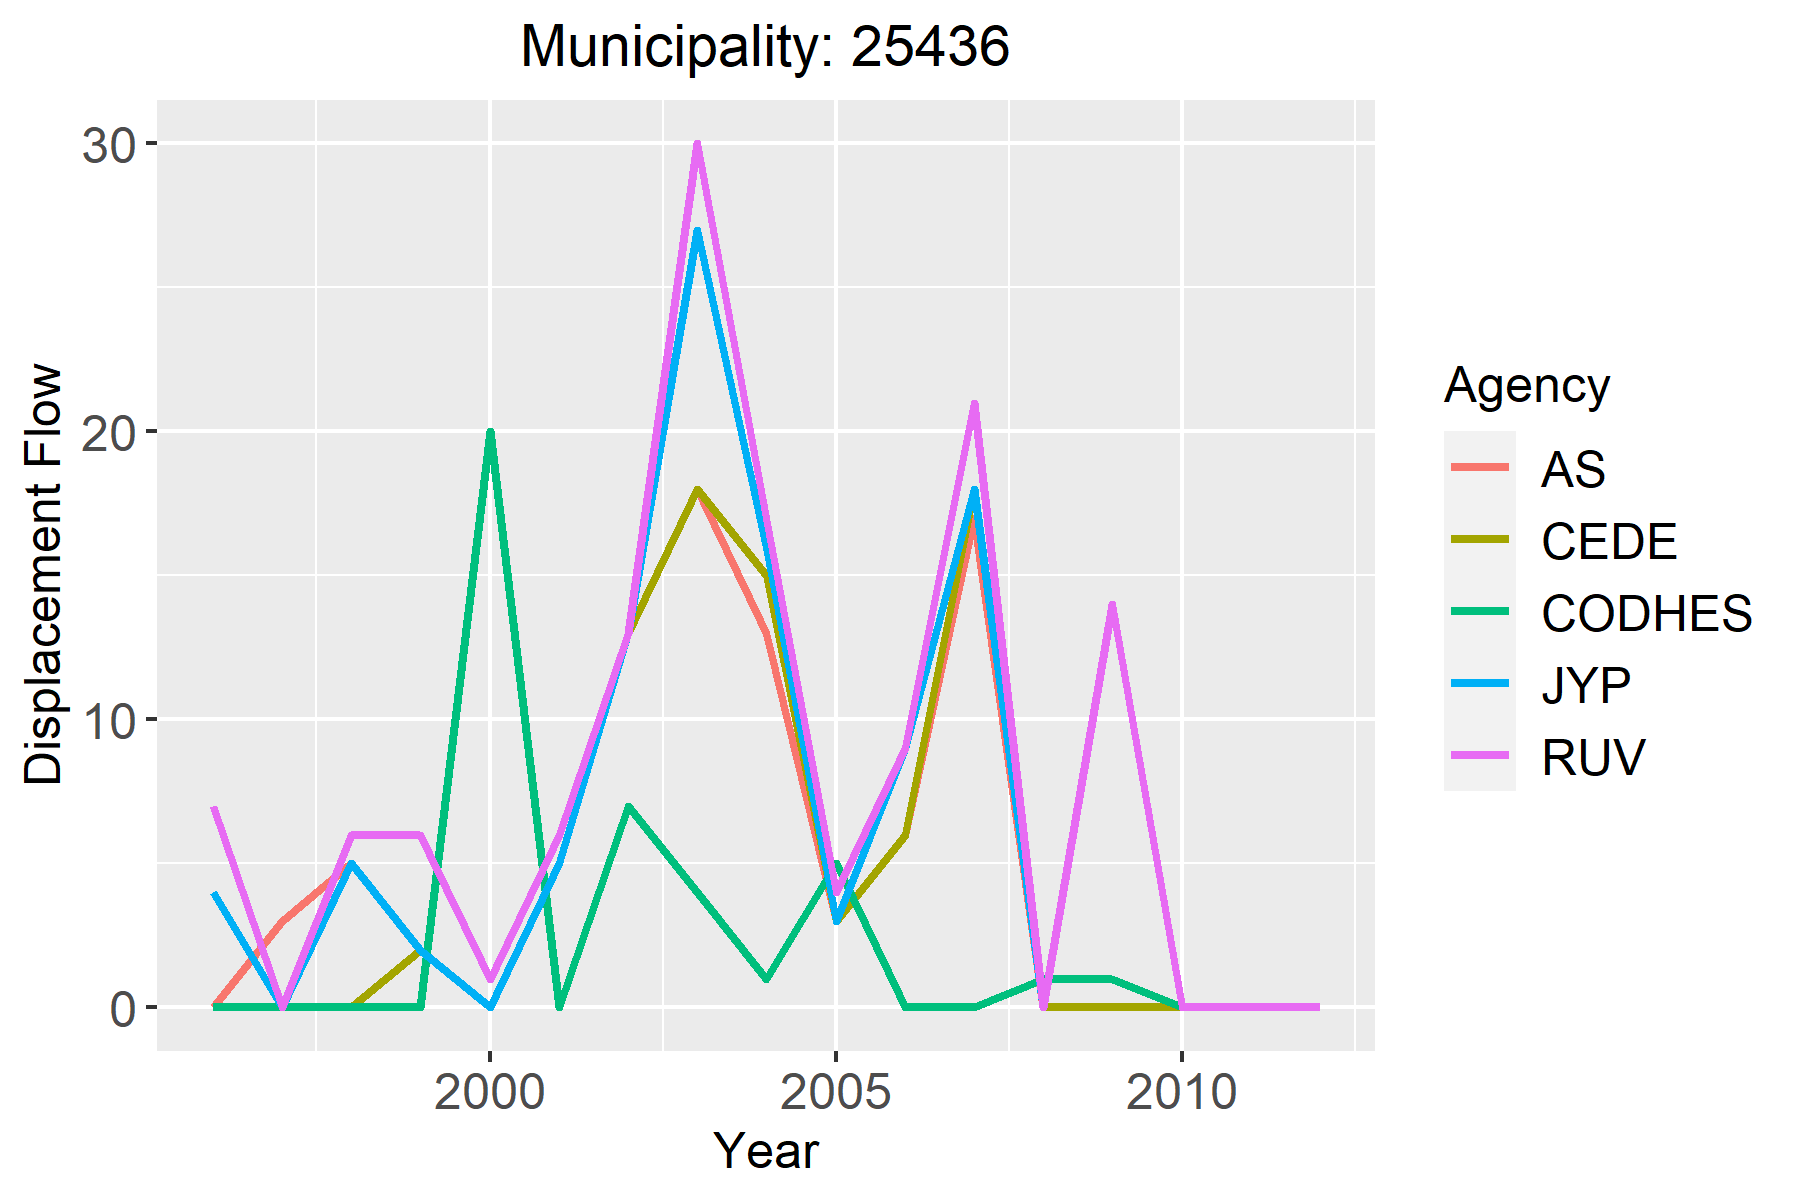 Municipality: 25436
30
20
10
0
Displacement Flow
2000
2005
2010
Year
Agency
AS
CEDE
CODHES
JYP
RUV